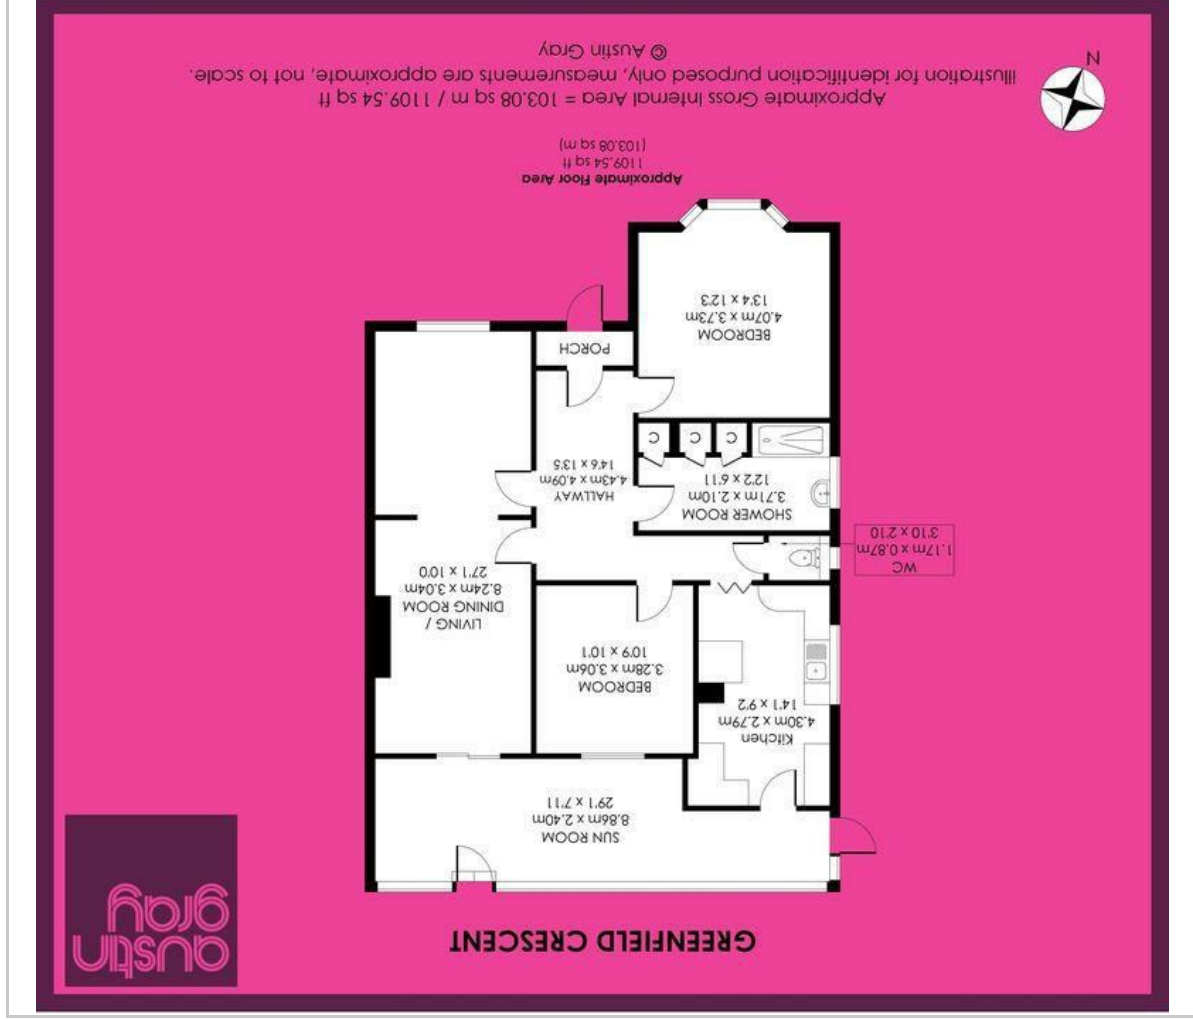 austin
gray
GREENFIELD CRESCENT
SUN ROOM
8.86m x 2.40m
29'1 x 7'11
Kitchen
4.30m x 2.79m
14'1 x 9'2
BEDROOM
3.28m x 3.06m
10'9 x 10'1
LIVING /
DINING ROOM
8.24m x 3.04m
27'1 x 10'0
WC
1.17m x 0.87m
3'10 x 2'10
SHOWER ROOM
3.71m x 2.10m
12'2 x 6'11
HALLWAY
4.43m x 4.09m
14'6 x 13'5
C
C
C
PORCH
BEDROOM
4.07m x 3.73m
13'4 x 12'3
Approximate Floor Area
1109.54 sq ft
(103.08 sq m)
N
Approximate Gross Internal Area = 103.08 sq m / 1109.54 sq ft
illustration for identification purposed only, measurements are approximate, not to scale.
© Austin Gray